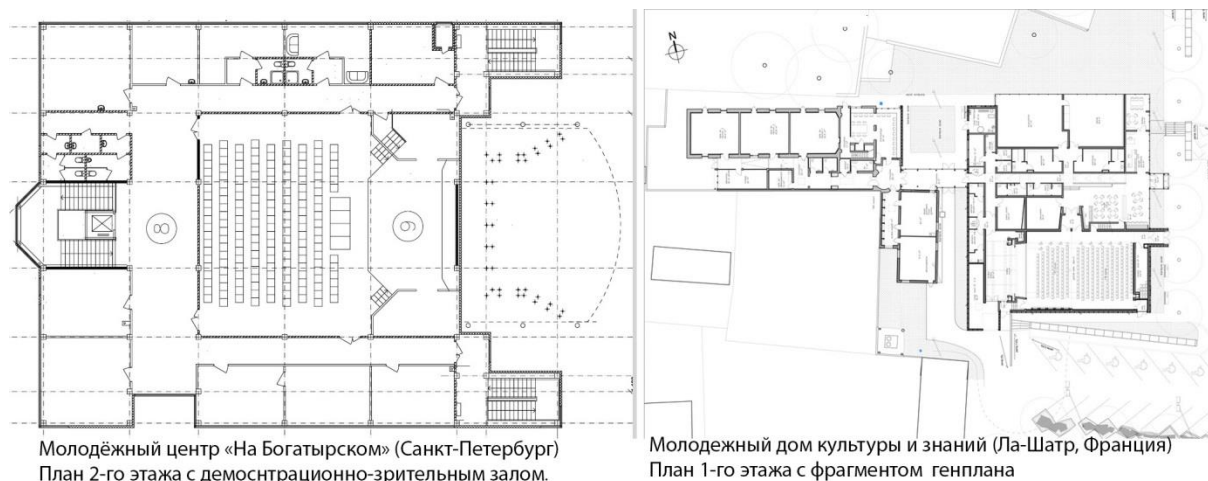 N
8
9
Молодёжный центр «На Богатырском» (Санкт-Петербург)
План 2-го этажа с демоснтрационно-зрительным залом.
Молодежный дом культуры и знаний (Ла-Шатр, Франция)
План 1-го этажа с фрагментом генплана